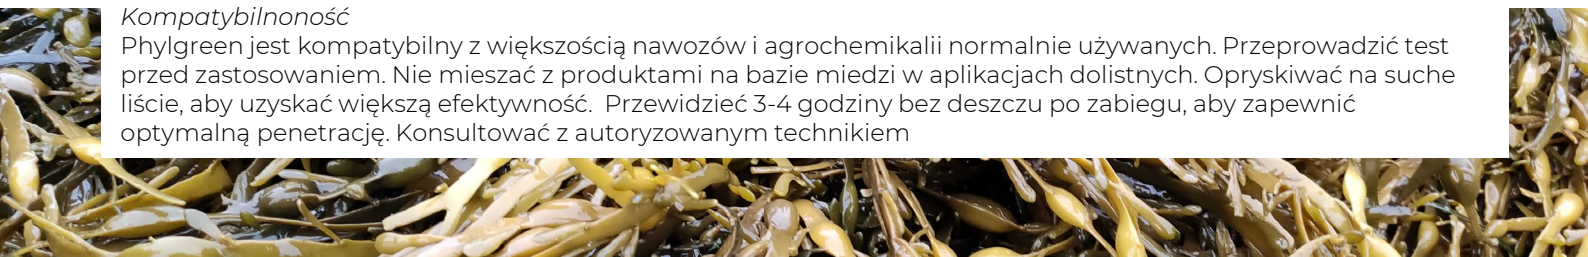 Kompatybilnoność
Phylgreen jest kompatybilny z większością nawozów i agrochemikalii normalnie używanych. Przeprowadzić test
przed zastosowaniem. Nie mieszać z produktami na bazie miedzi w aplikacjach dolistnych. Opryskiwać na suche
liście, aby uzyskać większą efektywność.  Przewidzieć 3-4 godziny bez deszczu po zabiegu, aby zapewnić
optymalną penetrację. Konsultować z autoryzowanym technikiem